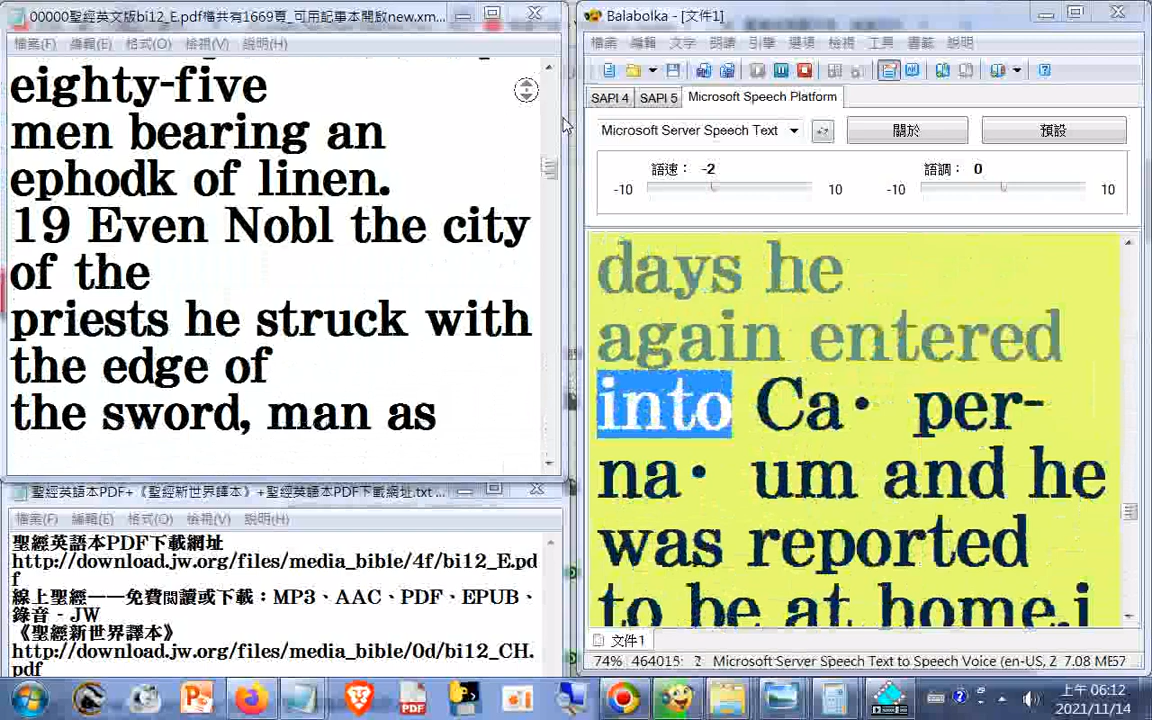 00000聖經英文版bi12_E.pdf檔共有1669頁_可用記事本開啟new.xm...
檔案(F) 編輯(E) 格式(O) 檢視(V) 說明(H)
eighty-five
men bearing an
ephodk of linen.
19 Even Nobl the city
of the
priests he struck with
the edge of
the sword, man as
聖經英語本PDF+《聖經新世界譯本》+聖經英語本PDF下載網址.txt ...
檔案(F) 編輯(E) 格式(O) 檢視(V) 說明(H)
聖經英語本PDF下載網址
http://download.jw.org/files/media_bible/4f/bi12_E.pd
f
線上聖經——免費閱讀或下載：MP3、AAC、PDF、EPUB、
錄音 - JW
《聖經新世界譯本》
http://download.jw.org/files/media_bible/0d/bi12_CH.
pdf
Balabolka - [文件1]
檔案 編輯 文字 朗讀 引擎 選項 檢視 工具 書籤 說明
SAPI 4 SAPI 5 Microsoft Speech Platform
Microsoft Server Speech Text 關於 預設
語速： -2 語調： 0
-10 10 -10 10
days he
again entered
into Ca· per-
na· um and he
was reported
to be at home.j
文件1
74% 464015: ? Microsoft Server Speech Text to Speech Voice (en-US, Z 7.08 ME57
上午 06:12
2021/11/14